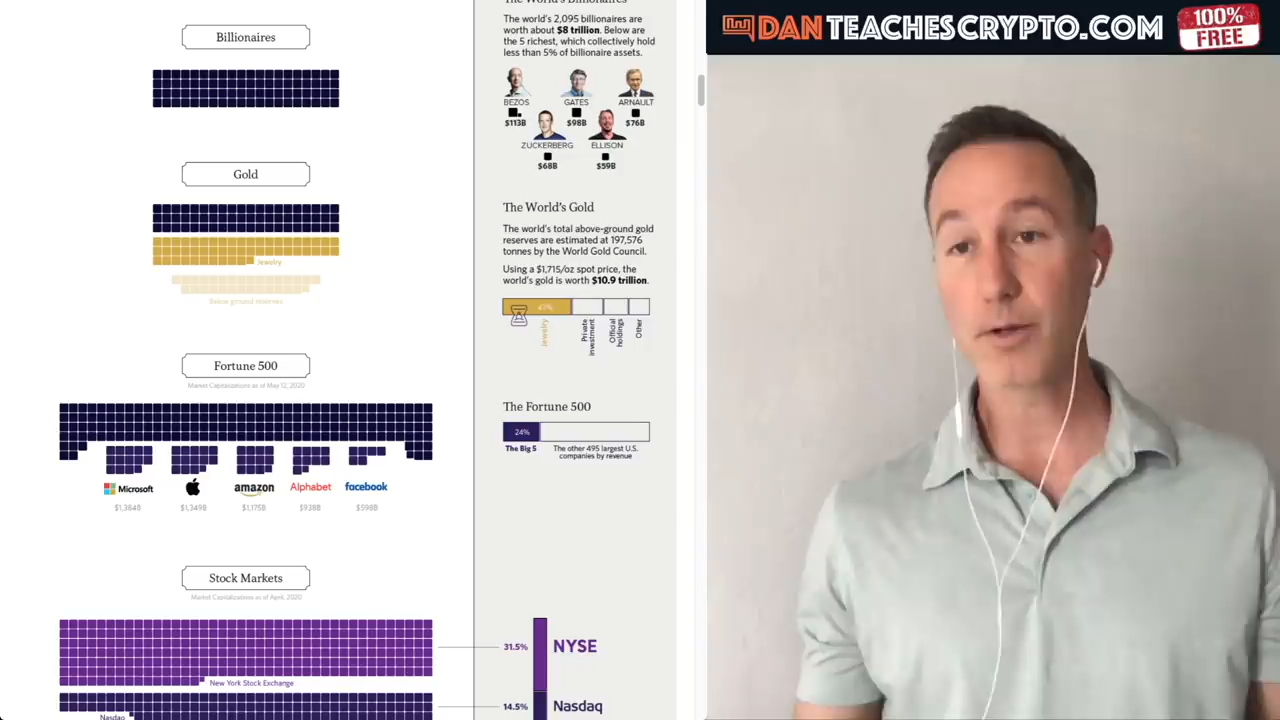 Billionaires
Gold
Jewelry
Below ground reserves
Fortune 500
Market Capitalizations as of May 12, 2020
Microsoft
amazon
Alphabet
facebook
$1,384B
$1,349B
$1,175B
$938B
$598B
Stock Markets
Market Capitalizations as of April, 2020
New York Stock Exchange
Nasdaq
The World's Billionaires
The world's 2,095 billionaires are
worth about $8 trillion. Below are
the 5 richest, which collectively hold
less than 5% of billionaire assets.
BEZOS
GATES
ARNAULT
$113B
$98B
$76B
ZUCKERBERG
ELLISON
$68B
$59B
The World's Gold
The world's total above-ground gold
reserves are estimated at 197,576
tonnes by the World Gold Council.
Using a $1,715/oz spot price, the
world's gold is worth $10.9 trillion.
47%
Jewelry
Private
investment
Official
holdings
Other
The Fortune 500
24%
The Big 5
The other 495 largest U.S.
companies by revenue
31.5%
NYSE
14.5%
Nasdaq
DANTEACHESCRYPTO.COM
100%
FREE